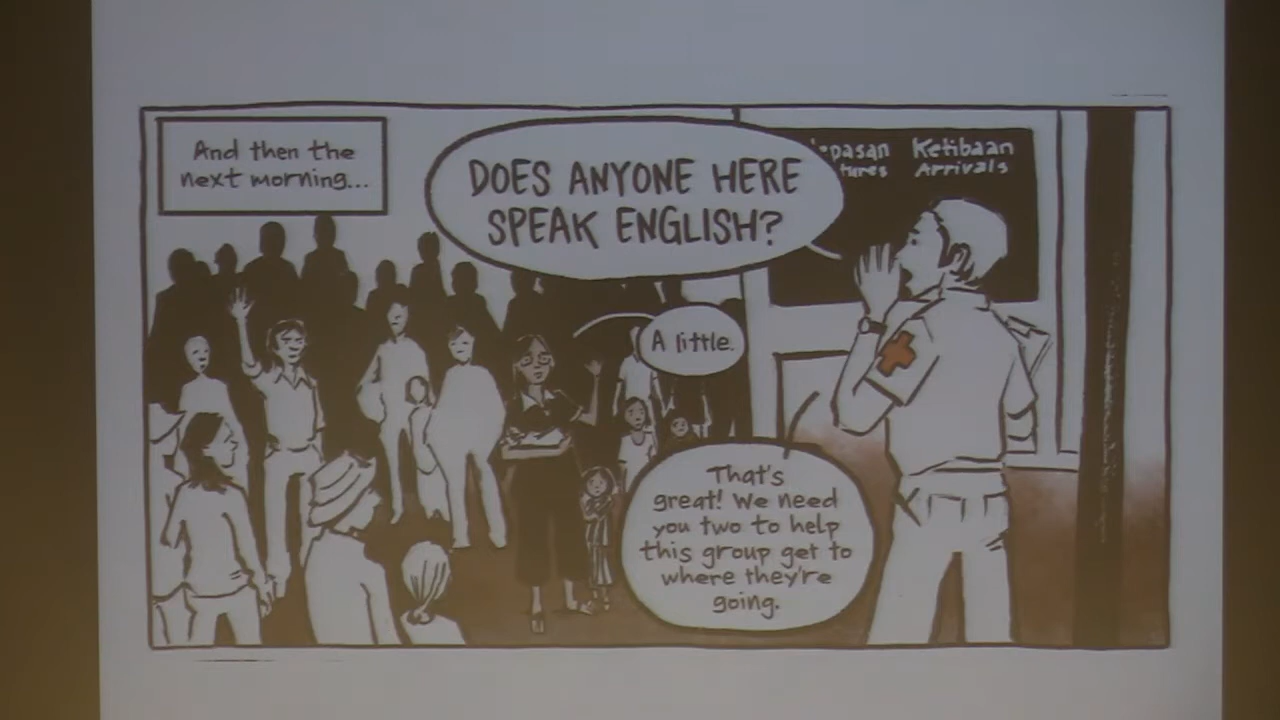 And then the
next morning...
DOES ANYONE HERE
SPEAK ENGLISH?
Ketibaan
Arrivals
A little.
That's
great! We need
you two to help
this group get to
where they're
going.